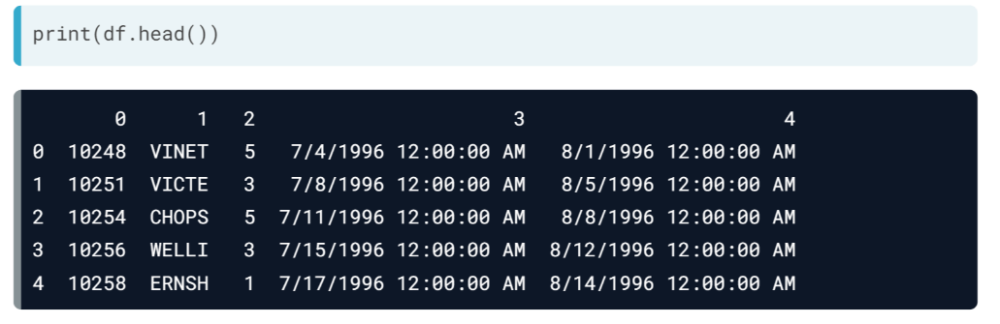 print(df.head())
0 1 2 3 4
0 10248 VINET 5 7/4/1996 12:00:00 AM 8/1/1996 12:00:00 AM
1 10251 VICTE 3 7/8/1996 12:00:00 AM 8/5/1996 12:00:00 AM
2 10254 CHOPS 5 7/11/1996 12:00:00 AM 8/8/1996 12:00:00 AM
3 10256 WELLI 3 7/15/1996 12:00:00 AM 8/12/1996 12:00:00 AM
4 10258 ERNSH 1 7/17/1996 12:00:00 AM 8/14/1996 12:00:00 AM